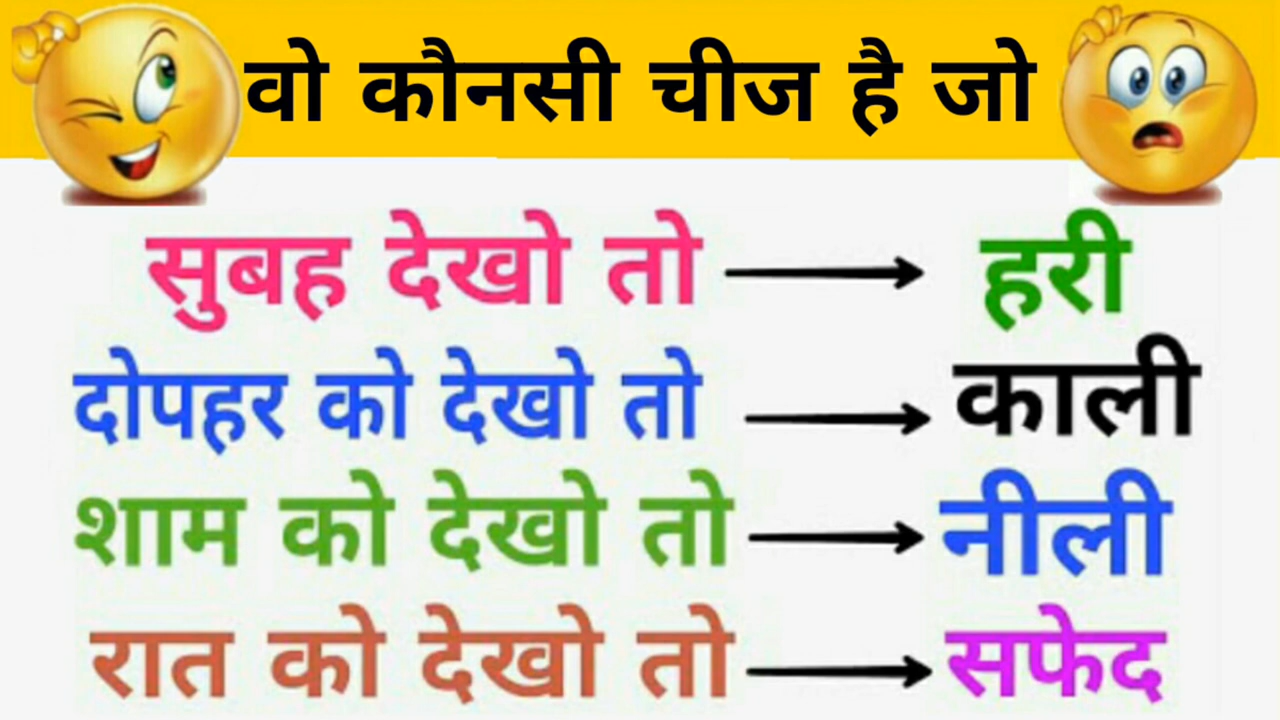 वो कौनसी चीज है जो
सुबह देखो तो → हरी
दोपहर को देखो तो → काली
शाम को देखो तो → नीली
रात को देखो तो → सफेद